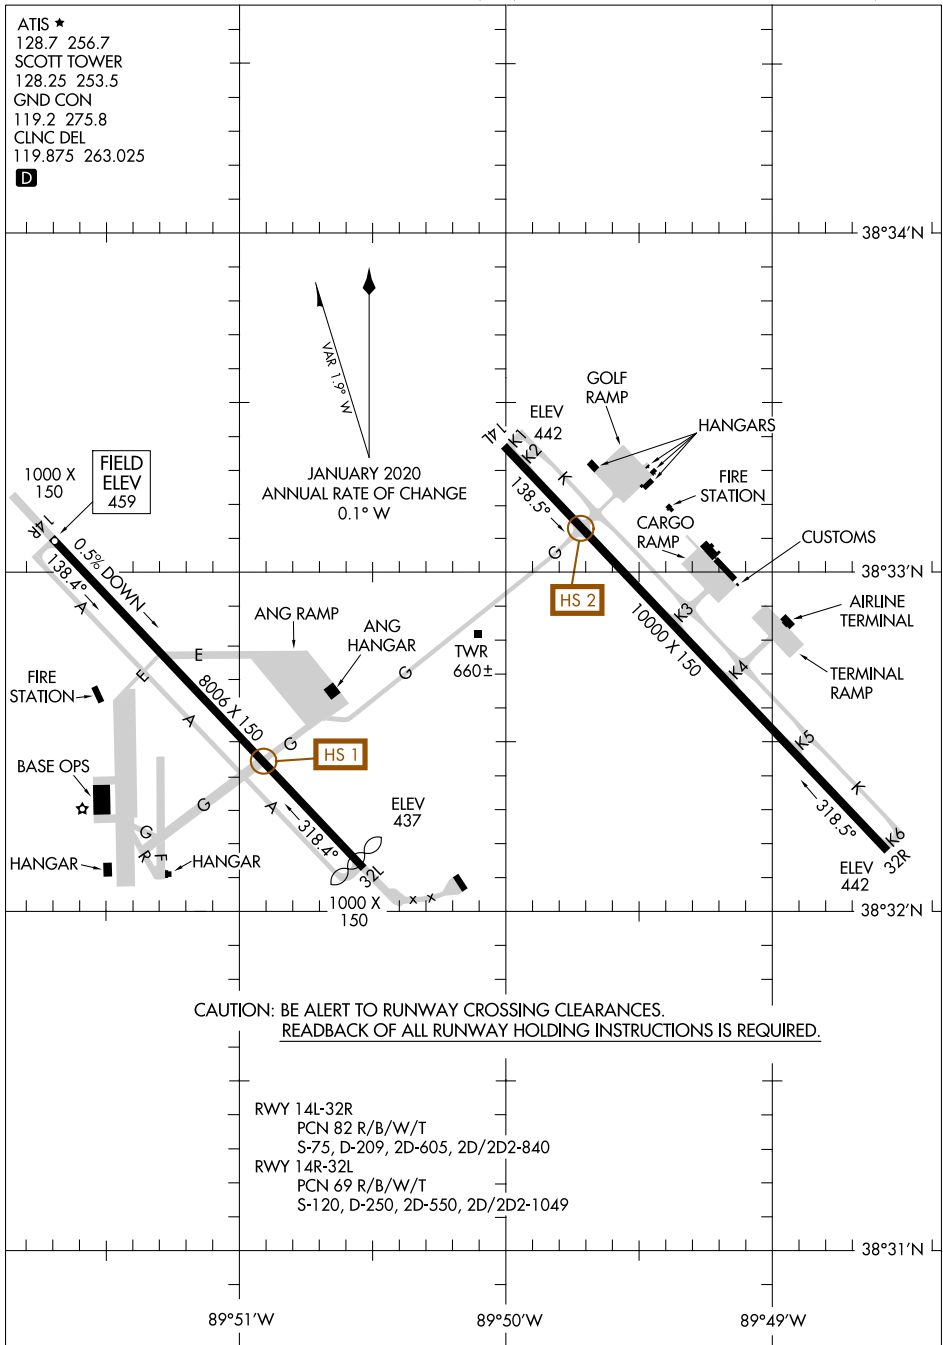 ATIS ★
128.7 256.7
SCOTT TOWER
128.25 253.5
GND CON
119.2 275.8
CLNC DEL
119.875 263.025
D
38°34'N
VAR 1.9° W
JANUARY 2020
ANNUAL RATE OF CHANGE
0.1° W
GOLF
RAMP
ELEV
442
HANGARS
14L
K1
K2
K
138.5°
FIRE
STATION
CARGO
RAMP
CUSTOMS
G
HS 2
1000 X
150
FIELD
ELEV
459
14R
0.5% DOWN
138.4°
A
38°33'N
10000 X 150
K3
AIRLINE
TERMINAL
K4
TERMINAL
RAMP
ANG RAMP
ANG
HANGAR
TWR
660±
G
E
E
FIRE
STATION
8006 X 150
A
G
HS 1
K5
K
BASE OPS
G
A
ELEV
437
318.4°
318.5°
K6
32R
ELEV
442
G
R
F
HANGAR
HANGAR
32L
1000 X
150
x x
38°32'N
CAUTION: BE ALERT TO RUNWAY CROSSING CLEARANCES.
READBACK OF ALL RUNWAY HOLDING INSTRUCTIONS IS REQUIRED.
RWY 14L-32R
PCN 82 R/B/W/T
S-75, D-209, 2D-605, 2D/2D2-840
RWY 14R-32L
PCN 69 R/B/W/T
S-120, D-250, 2D-550, 2D/2D2-1049
38°31'N
89°51'W
89°50'W
89°49'W